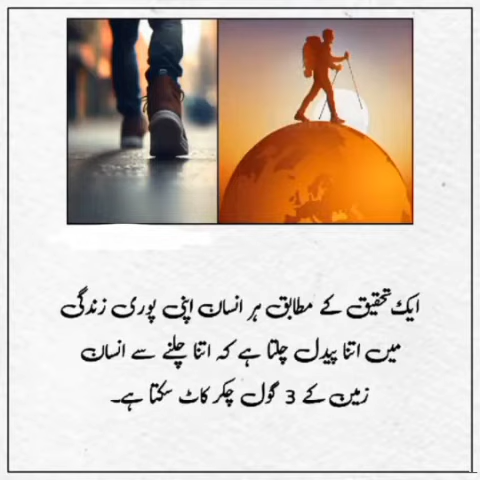 ایک تحقیق کے مطابق ہر انسان اپنی پوری زندگی
میں اتنا پیدل چلتا ہے کہ اتنا چلنے سے انسان
زمین کے 3 گول چکر کاٹ سکتا ہے۔